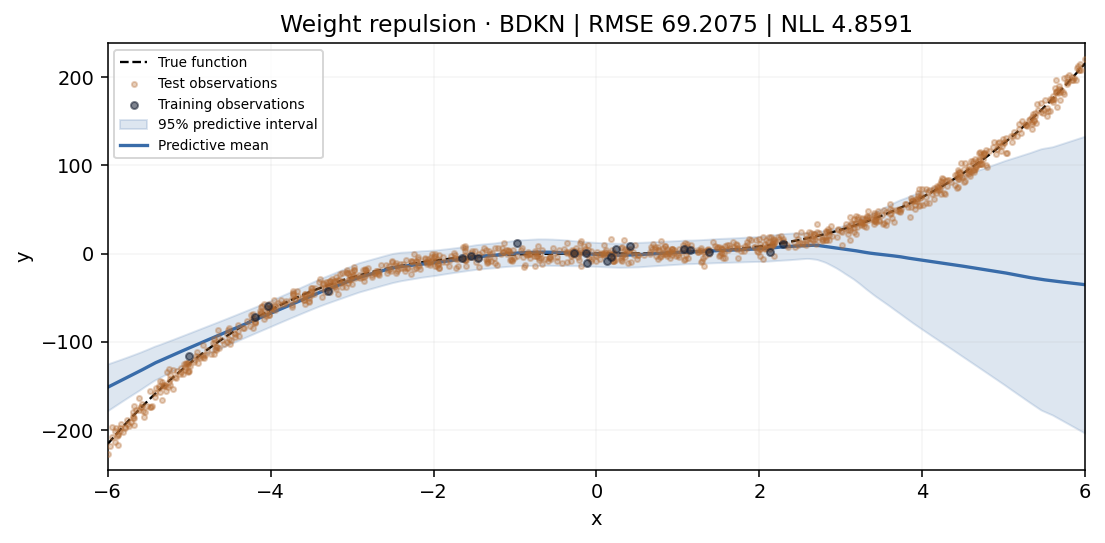 Weight repulsion · BDKN | RMSE 69.2075 | NLL 4.8591
True function
Test observations
Training observations
95% predictive interval
Predictive mean
200
100
0
−100
−200
y
−6 −4 −2 0 2 4 6
x